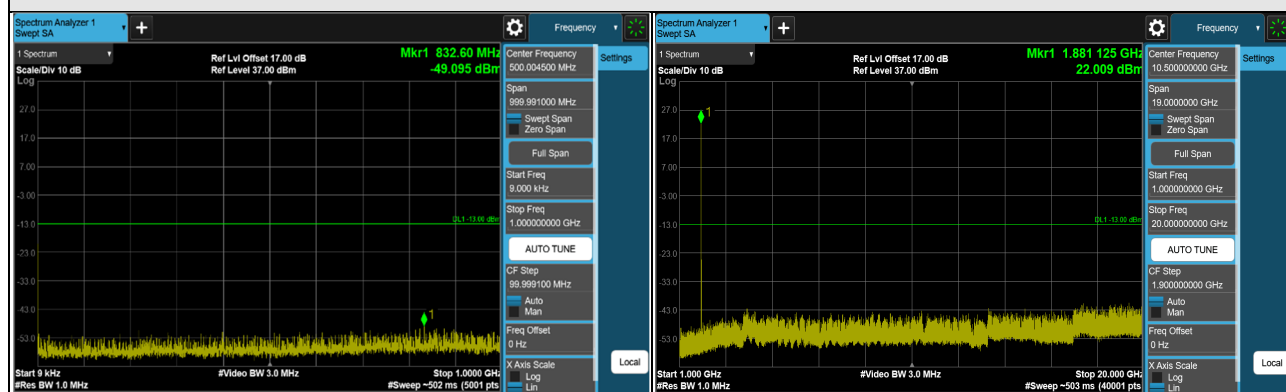 Spectrum Analyzer 1
Swept SA
Frequency
1 Spectrum
Scale/Div 10 dB
Log
Ref Lvl Offset 17.00 dB
Ref Level 37.00 dBm
Mkr1 832.60 MHz
-49.095 dBm
27.0
17.0
7.00
-3.00
-13.0
-23.0
-33.0
-43.0
-53.0
DL1 -13.00 dBm
1
Start 9 kHz
#Res BW 1.0 MHz
#Video BW 3.0 MHz
Stop 1.0000 GHz
#Sweep ~502 ms (5001 pts
Center Frequency
500.004500 MHz
Span
999.991000 MHz
Swept Span
Zero Span
Full Span
Start Freq
9.000 kHz
Stop Freq
1.000000000 GHz
AUTO TUNE
CF Step
99.999100 MHz
Auto
Man
Freq Offset
0 Hz
X Axis Scale
Log
Lin
Settings
Local
Spectrum Analyzer 1
Swept SA
Frequency
1 Spectrum
Scale/Div 10 dB
Log
Ref Lvl Offset 17.00 dB
Ref Level 37.00 dBm
Mkr1 1.881 125 GHz
22.009 dBm
27.0
17.0
7.00
-3.00
-13.0
-23.0
-33.0
-43.0
-53.0
DL1 -13.00 dBm
1
Start 1.000 GHz
#Res BW 1.0 MHz
#Video BW 3.0 MHz
Stop 20.000 GHz
#Sweep ~503 ms (40001 pts
Center Frequency
10.500000000 GHz
Span
19.0000000 GHz
Swept Span
Zero Span
Full Span
Start Freq
1.000000000 GHz
Stop Freq
20.000000000 GHz
AUTO TUNE
CF Step
1.900000000 GHz
Auto
Man
Freq Offset
0 Hz
X Axis Scale
Log
Lin
Settings
Local